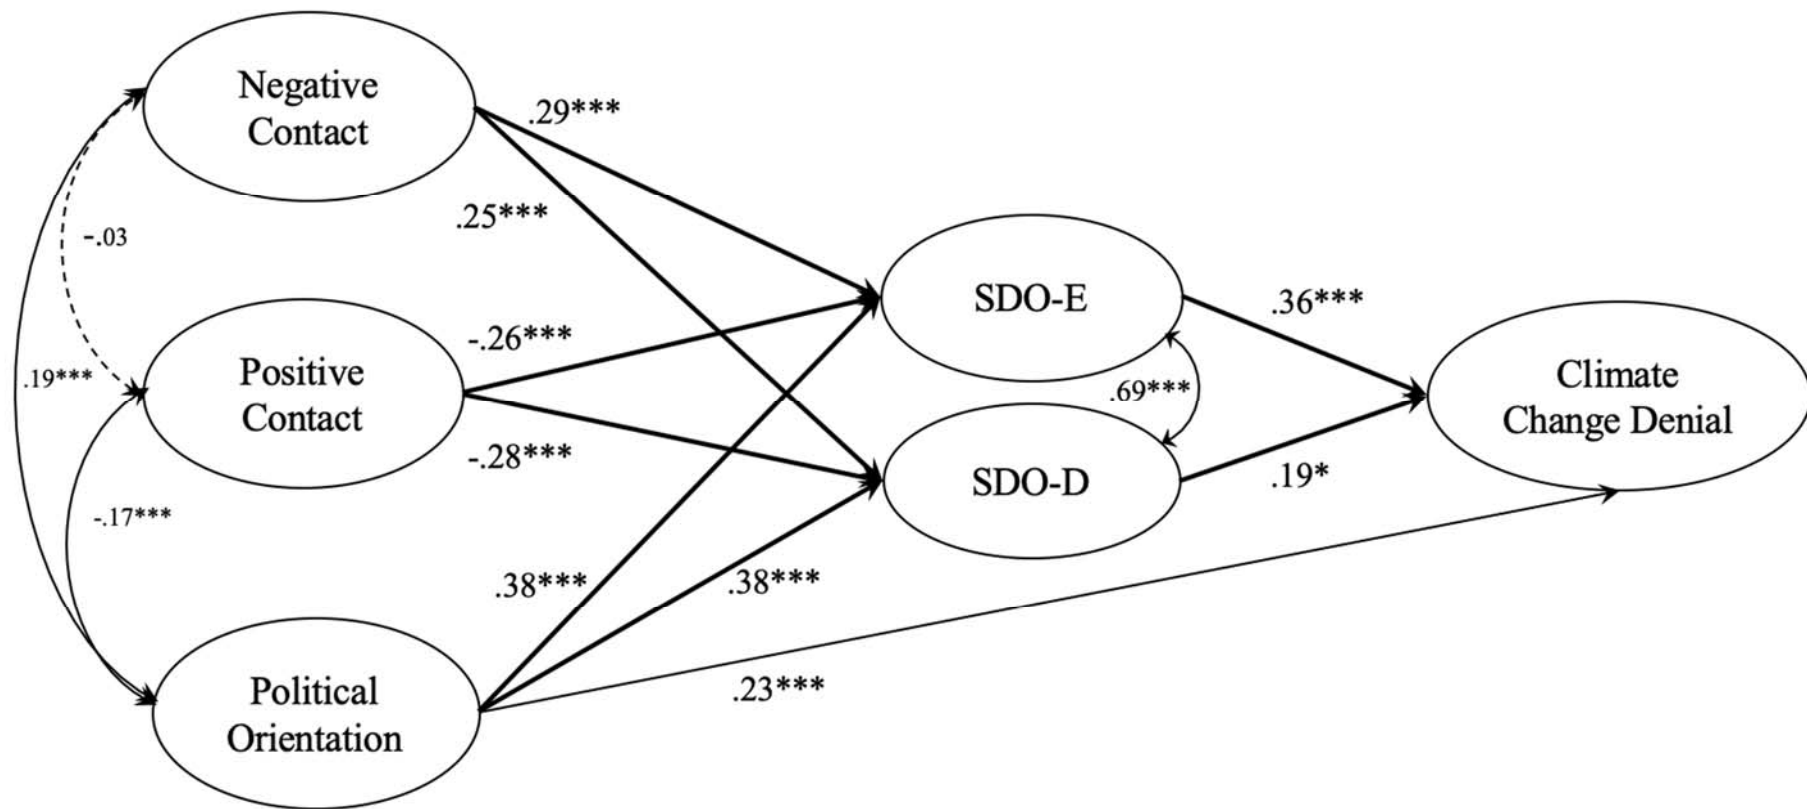 Negative
Contact
.29***
.25***
-.03
SDO-E
-.26***
.36***
Positive
Contact
.19***
.69***
Climate
Change Denial
-.28***
SDO-D
.19*
-.17***
.38***
.38***
Political
Orientation
.23***